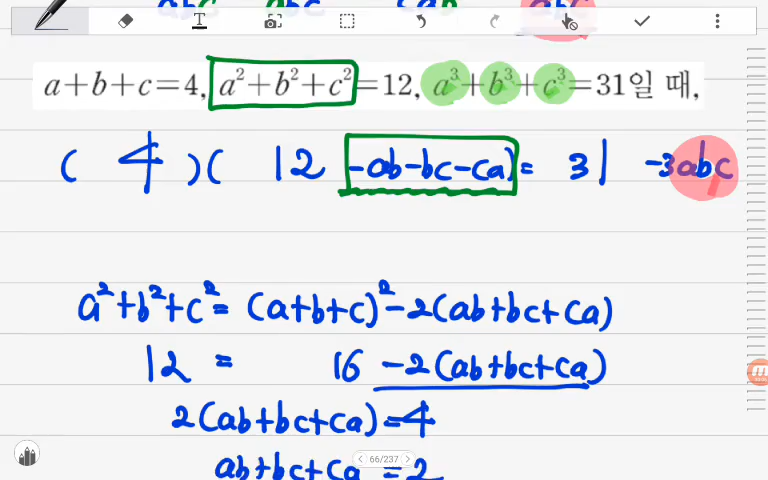 a+b+c=4, a²+b²+c²=12, a³+b³+c³=31일 때,
( 4 )( 12 -ab-bc-ca)= 31 -3abc
a²+b²+c²= (a+b+c)²-2(ab+bc+ca)
12 = 16 -2(ab+bc+ca)
2(ab+bc+ca)=4
ab+bc+ca =2
< 66/237 >